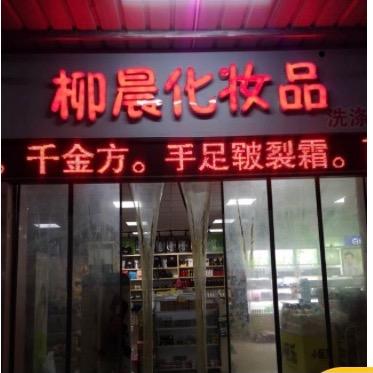 柳晨化妆品
洗涤
千金方。手足皲裂霜。